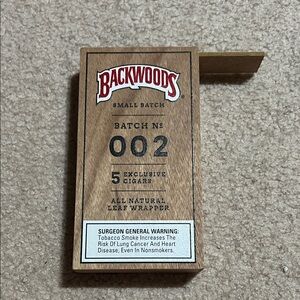 BACKWOODS
SMALL BATCH
BATCH No
002
5 EXCLUSIVE
CIGARS
ALL NATURAL
LEAF WRAPPER
SURGEON GENERAL WARNING:
Tobacco Smoke Increases The
Risk Of Lung Cancer And Heart
Disease, Even In Nonsmokers.